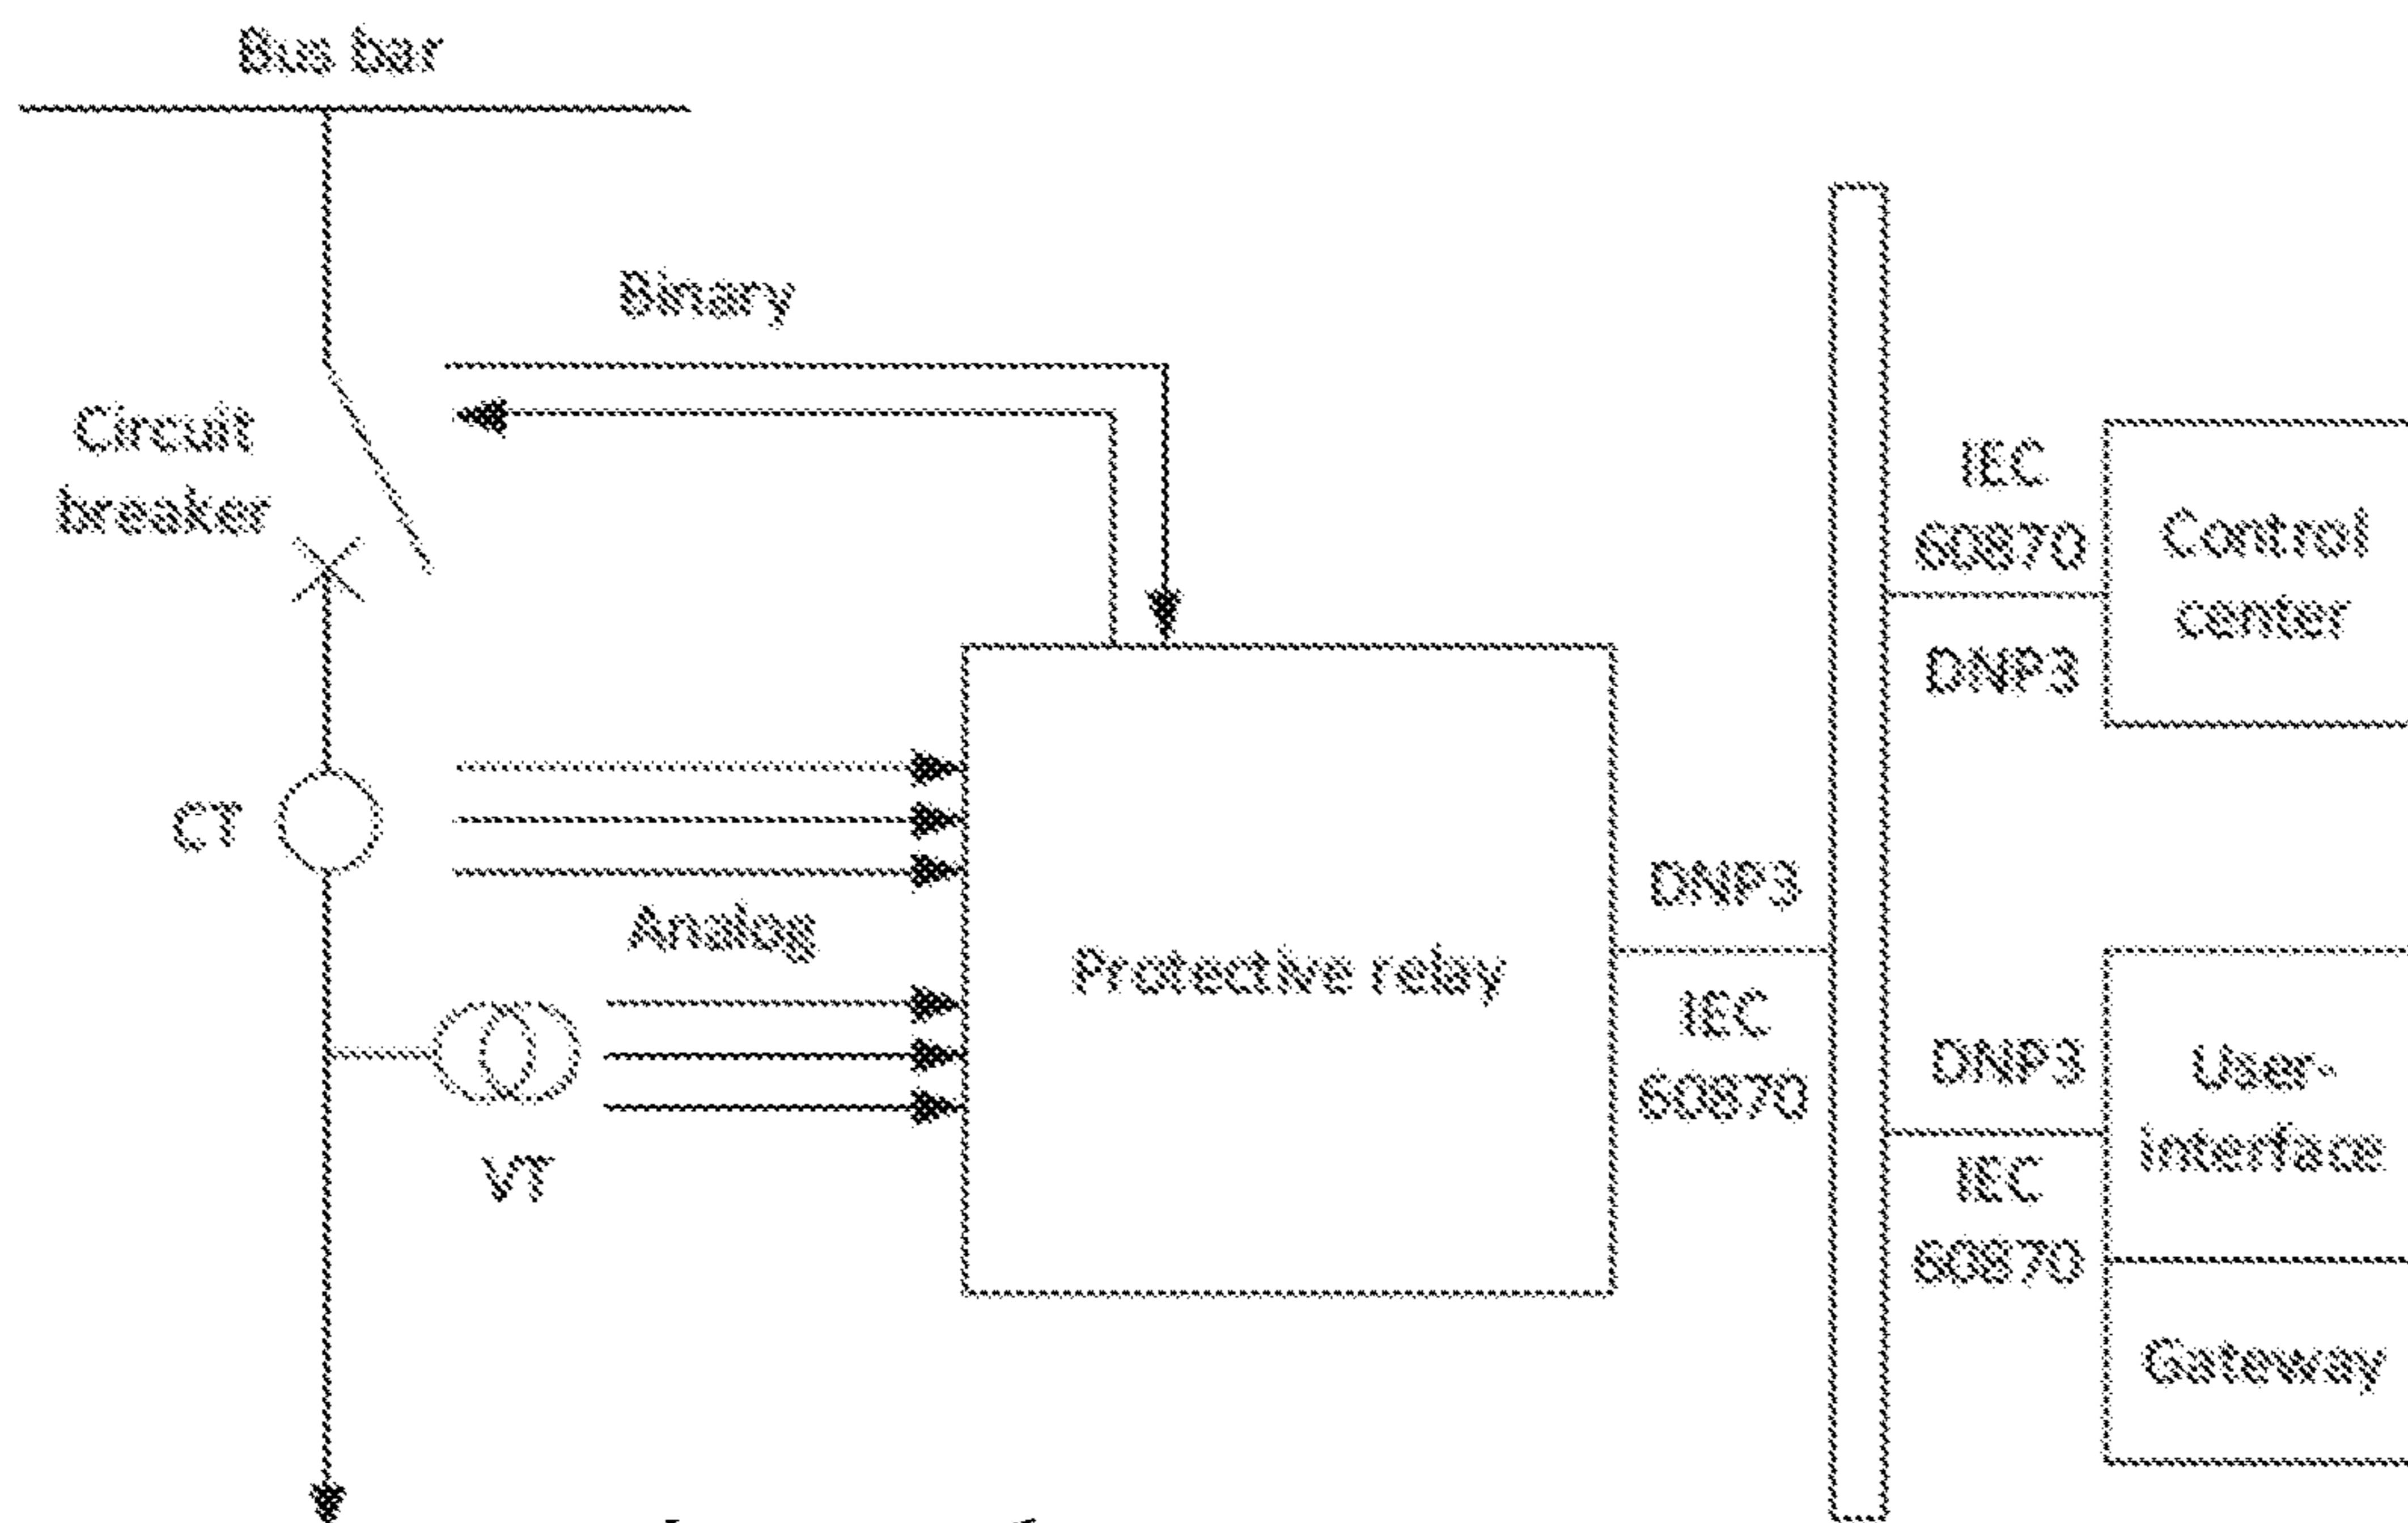 Bus bar
Binary
Circuit
breaker
IEC
60870
DNP3
Control
center
CT
Analog
VT
Protective relay
DNP3
IEC
60870
DNP3
IEC
60870
User-
interface
Gateway